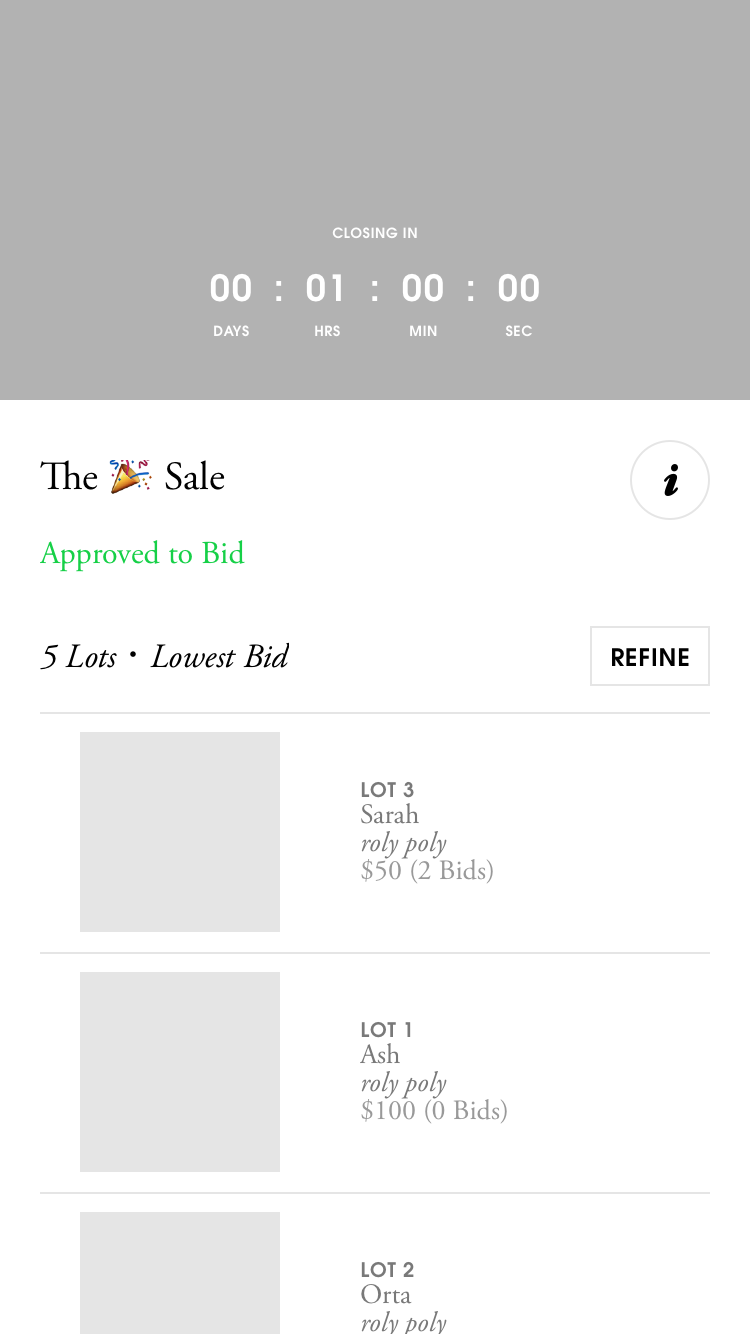 CLOSING IN
00 : 01 : 00 : 00
DAYS HRS MIN SEC
The 🎉 Sale
i
Approved to Bid
5 Lots • Lowest Bid
REFINE
LOT 3
Sarah
roly poly
$50 (2 Bids)
LOT 1
Ash
roly poly
$100 (0 Bids)
LOT 2
Orta
roly poly